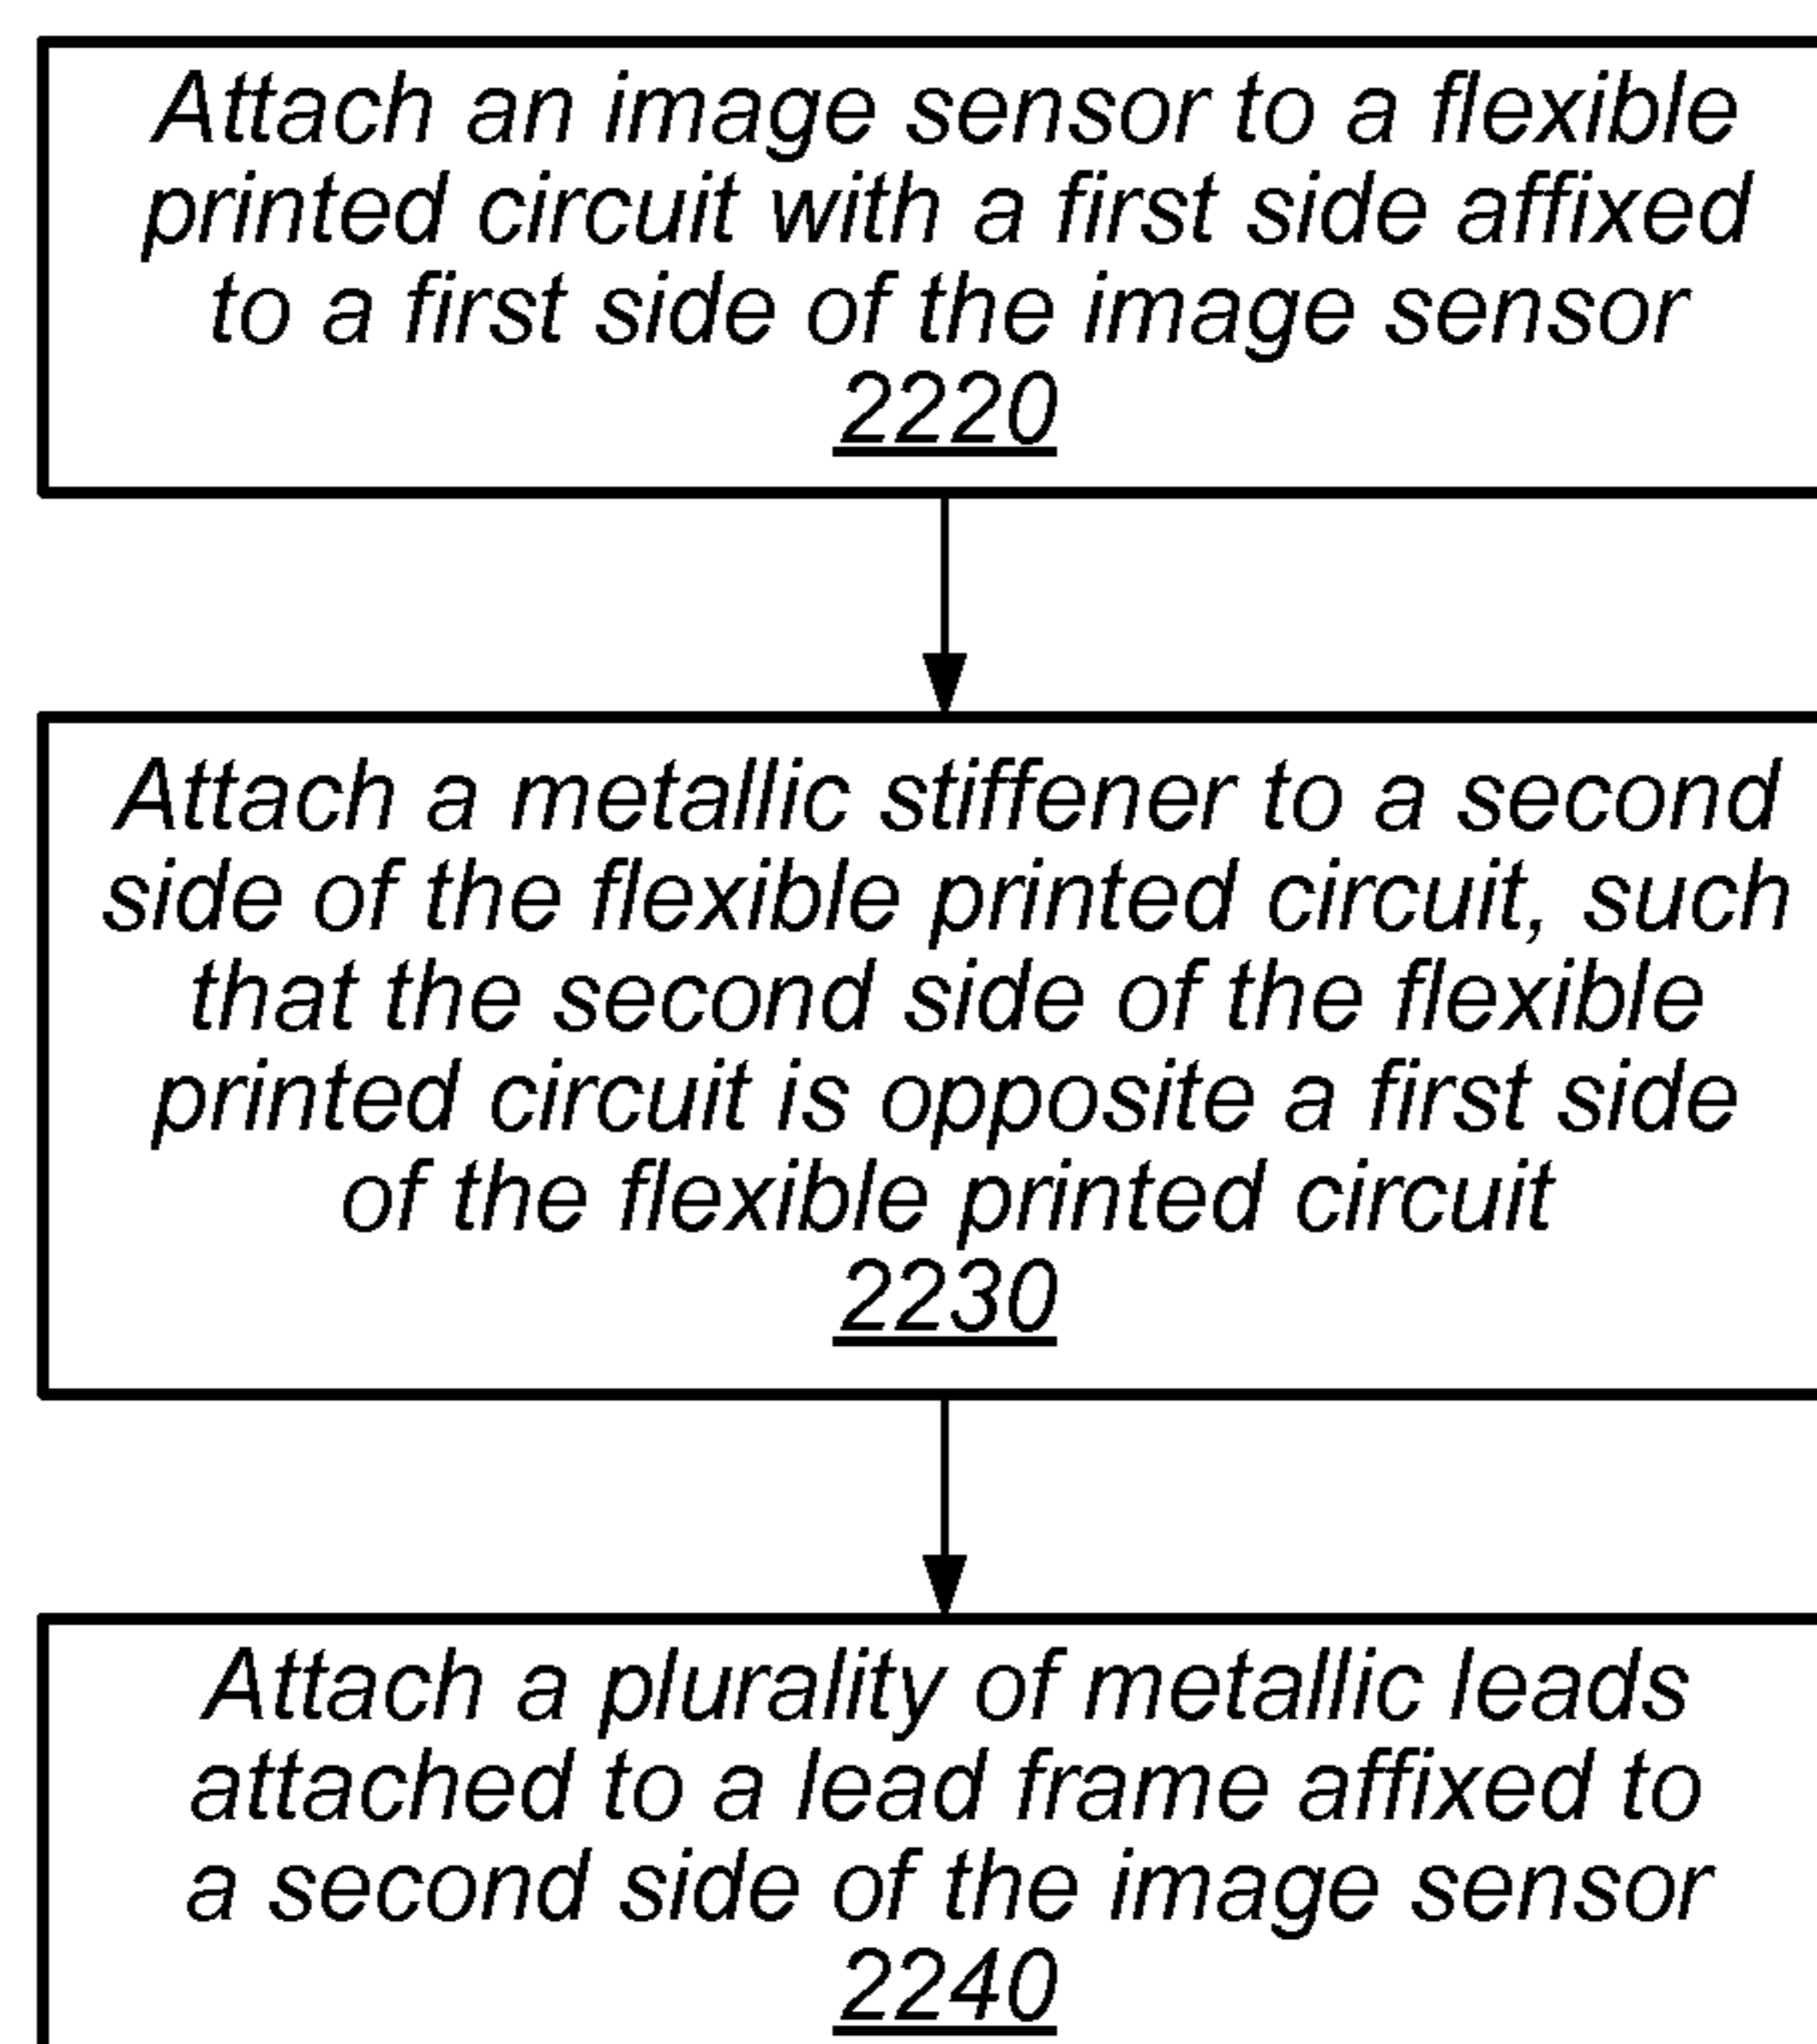 Attach an image sensor to a flexible
printed circuit with a first side affixed
to a first side of the image sensor
2220
Attach a metallic stiffener to a second
side of the flexible printed circuit, such
that the second side of the flexible
printed circuit is opposite a first side
of the flexible printed circuit
2230
Attach a plurality of metallic leads
attached to a lead frame affixed to
a second side of the image sensor
2240